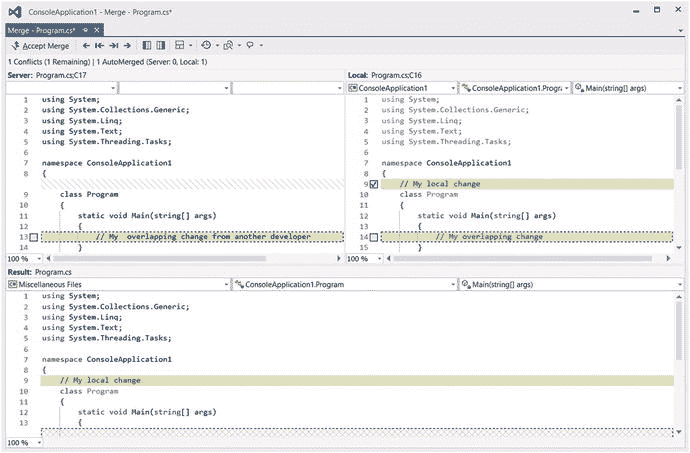 ConsoleApplication1
Merge - Program.cs*
Accept Merge
1 Conflicts (1 Remaining) | 1 AutoMerged (Server: 0, Local: 1)
Server: Program.cs;C17
1 using System;
2 using System.Collections.Generic;
3 using System.Linq;
4 using System.Text;
5 using System.Threading.Tasks;
6
7 namespace ConsoleApplication1
8 {
9 class Program
10 {
11 static void Main(string[] args)
12 {
13 // My overlapping change from another developer
14 }
100 %
Local: Program.cs;C16
ConsoleApplication1 ConsoleApplication1.Progra Main(string[] args)
1 using System;
2 using System.Collections.Generic;
3 using System.Linq;
4 using System.Text;
5 using System.Threading.Tasks;
6
7 namespace ConsoleApplication1
8 {
9 // My local change
10 class Program
11 {
12 static void Main(string[] args)
13 {
14 // My overlapping change
15 }
100 %
Result: Program.cs
Miscellaneous Files ConsoleApplication1.Program Main(string[] args)
1 using System;
2 using System.Collections.Generic;
3 using System.Linq;
4 using System.Text;
5 using System.Threading.Tasks;
6
7 namespace ConsoleApplication1
8 {
9 // My local change
10 class Program
11 {
12 static void Main(string[] args)
13 {
100 %